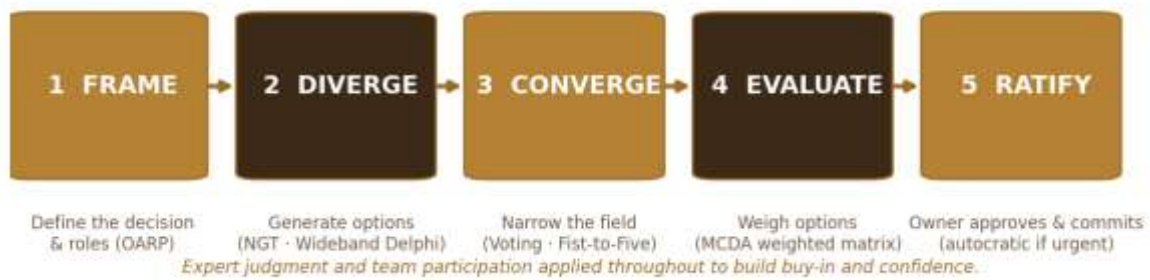 1 FRAME
2 DIVERGE
3 CONVERGE
4 EVALUATE
5 RATIFY
Define the decision
& roles (OARP)
Generate options
(NGT · Wideband Delphi)
Narrow the field
(Voting · Fist-to-Five)
Weigh options
(MCDA weighted matrix)
Owner approves & commits
(autocratic if urgent)
Expert judgment and team participation applied throughout to build buy-in and confidence.